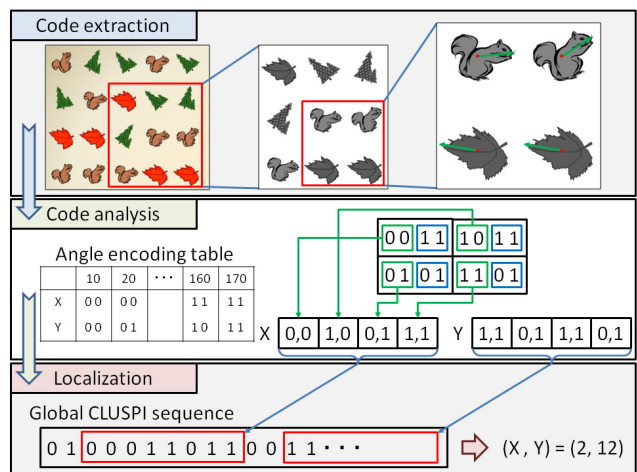 Code extraction
Code analysis
Angle encoding table
10 20 ··· 160 170
X 0 0 0 0 1 1 1 1
Y 0 0 0 1 1 0 1 1
0 0 1 1 1 0 1 1
0 1 0 1 1 1 0 1
X 0,0 1,0 0,1 1,1 Y 1,1 0,1 1,1 0,1
Localization
Global CLUSPI sequence
0 1 0 0 0 1 1 0 1 1 0 0 1 1 ··· (X , Y) = (2, 12)